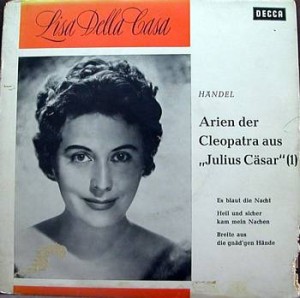 Lisa Della Casa
DECCA
HÄNDEL
Arien der
Cleopatra aus
„Julius Cäsar“(1)
Es blaut die Nacht
Heil und sicher
kam mein Nachen
Breite aus
die gnäd'gen Hände